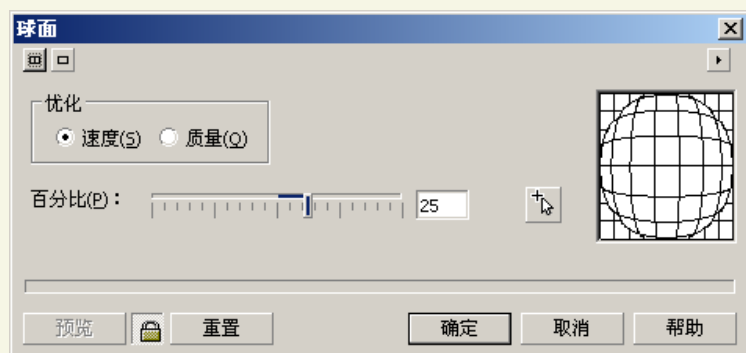 球面
优化
速度(S) 质量(Q)
百分比(P)： 25
预览 重置 确定 取消 帮助